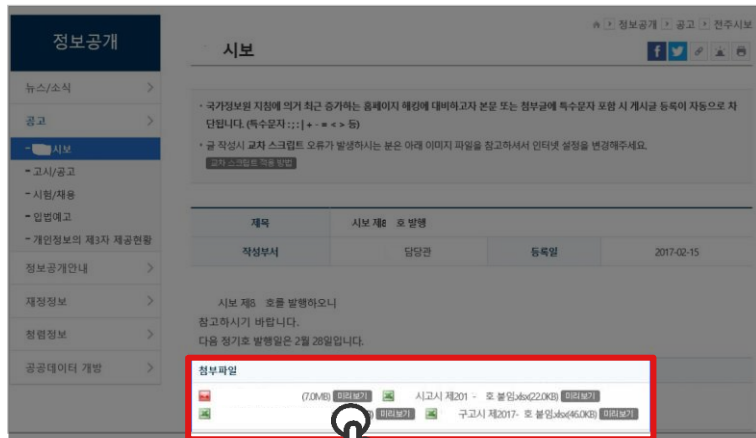 정보공개 공고 전주시보
정보공개
시보
f
뉴스/소식
공고
- 시보
- 고시/공고
- 시험/채용
- 입법예고
- 개인정보의 제3자 제공현황
정보공개안내
재정정보
청렴정보
공공데이터 개방
· 국가정보원 지침에 의거 최근 증가하는 홈페이지 해킹에 대비하고자 본문 또는 첨부글에 특수문자 포함 시 게시글 등록이 자동으로 차
단됩니다. (특수문자 : ; : | + - = < > 등)
· 글 작성시 교차 스크립트 오류가 발생하시는 분은 아래 이미지 파일을 참고하셔서 인터넷 설정을 변경해주세요.
교차 스크립트 적용 방법
제목 시보 제8 호 발행
작성부서 담당관 등록일 2017-02-15
시보 제8 호를 발행하오니
참고하시기 바랍니다.
다음 정기호 발행일은 2월 28일입니다.
첨부파일
(7.0MB) 미리보기 시고시 제201 - 호 붙임.xlsx(22.0KB) 미리보기
미리보기 구고시 제2017- 호 붙임.xlsx(46.0KB) 미리보기